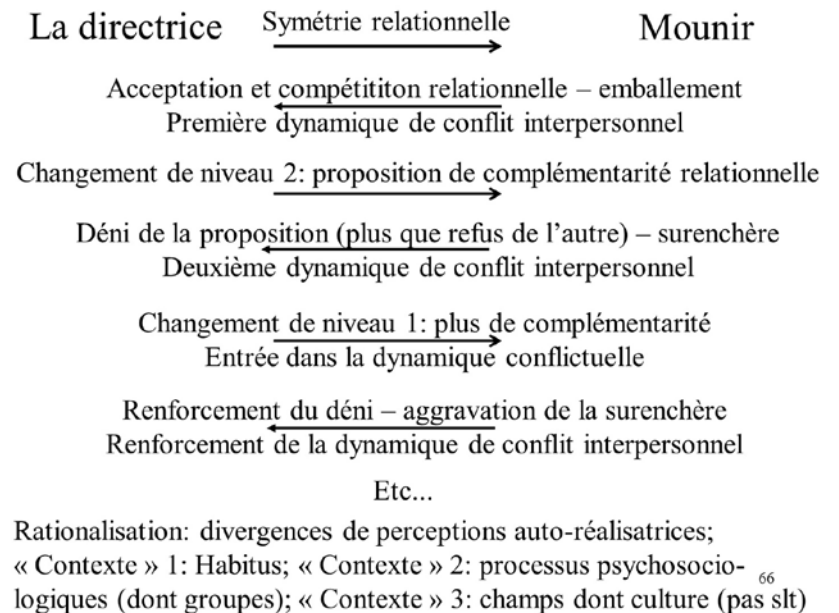 La directrice Symétrie relationnelle Mounir
Acceptation et compétititon relationnelle – emballement
Première dynamique de conflit interpersonnel
Changement de niveau 2: proposition de complémentarité relationnelle
Déni de la proposition (plus que refus de l’autre) – surenchère
Deuxième dynamique de conflit interpersonnel
Changement de niveau 1: plus de complémentarité
Entrée dans la dynamique conflictuelle
Renforcement du déni – aggravation de la surenchère
Renforcement de la dynamique de conflit interpersonnel
Etc...
Rationalisation: divergences de perceptions auto-réalisatrices;
« Contexte » 1: Habitus; « Contexte » 2: processus psychosocio-
logiques (dont groupes); « Contexte » 3: champs dont culture (pas slt)
66